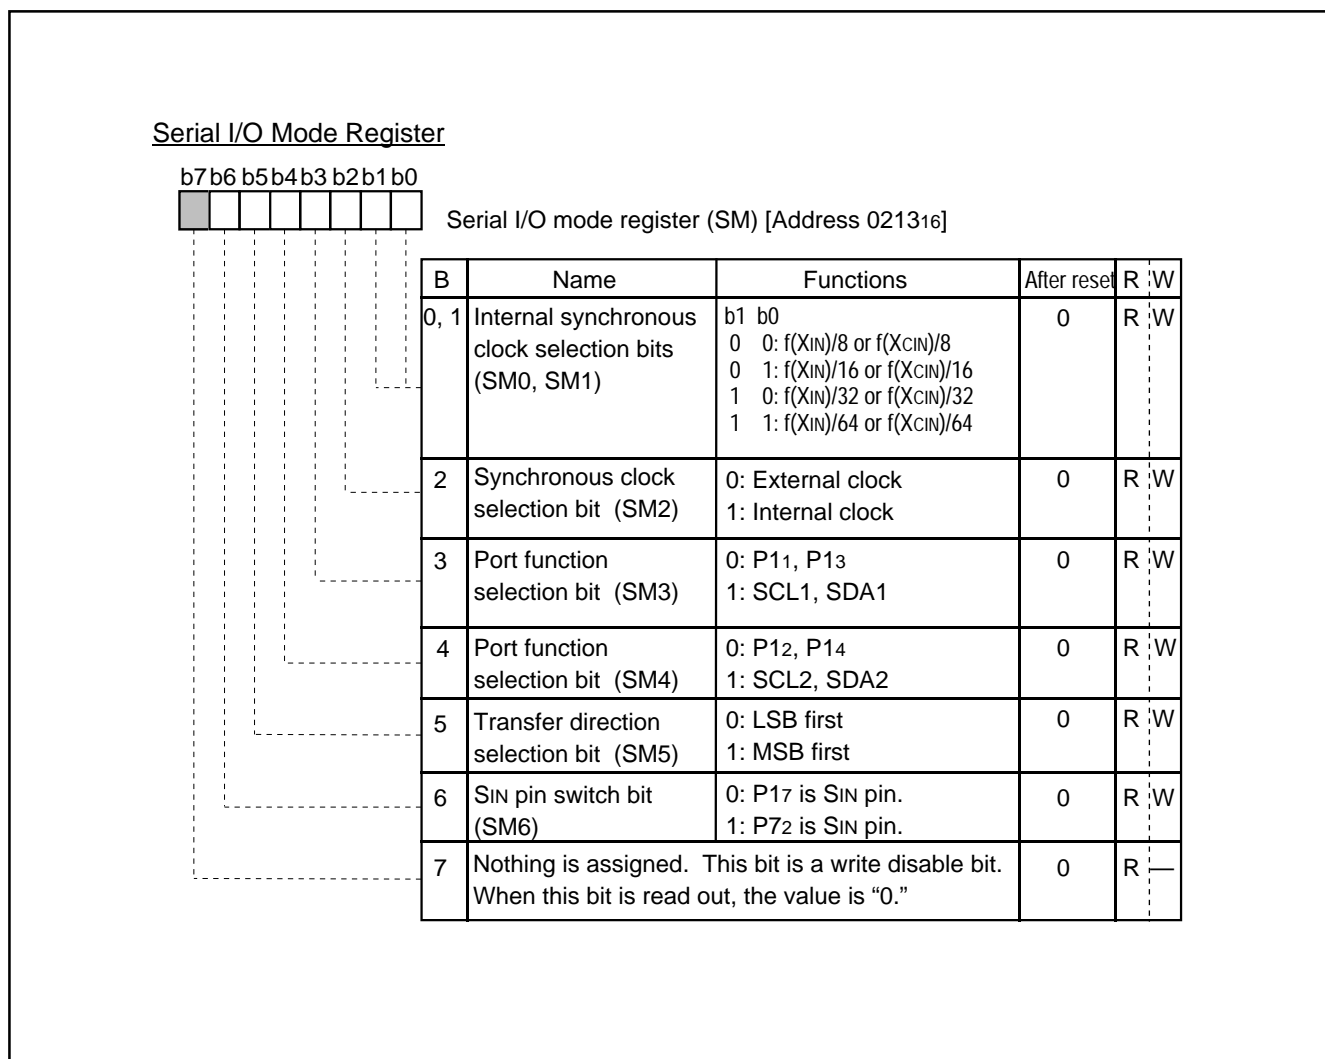 Serial I/O Mode Register
b7 b6 b5 b4 b3 b2 b1 b0
Serial I/O mode register (SM) [Address 021316]
B Name Functions After reset R W
0, 1 Internal synchronous clock selection bits (SM0, SM1)
b1 b0
0 0: f(XIN)/8 or f(XCIN)/8
0 1: f(XIN)/16 or f(XCIN)/16
1 0: f(XIN)/32 or f(XCIN)/32
1 1: f(XIN)/64 or f(XCIN)/64
0 R W
2 Synchronous clock selection bit (SM2)
0: External clock
1: Internal clock
0 R W
3 Port function selection bit (SM3)
0: P11, P13
1: SCL1, SDA1
0 R W
4 Port function selection bit (SM4)
0: P12, P14
1: SCL2, SDA2
0 R W
5 Transfer direction selection bit (SM5)
0: LSB first
1: MSB first
0 R W
6 SIN pin switch bit (SM6)
0: P17 is SIN pin.
1: P72 is SIN pin.
0 R W
7 Nothing is assigned. This bit is a write disable bit.
When this bit is read out, the value is “0.”
0 R —